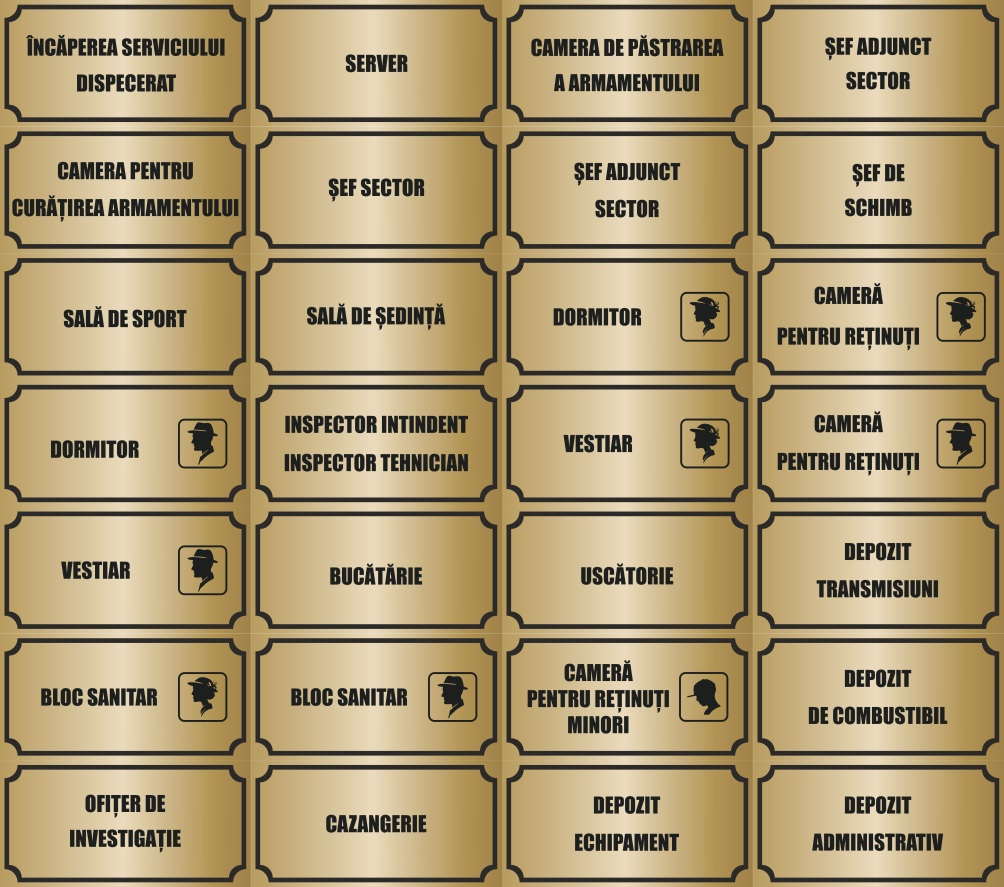 ÎNCĂPEREA SERVICIULUI
DISPECERAT
SERVER
CAMERA DE PĂSTRAREA
A ARMAMENTULUI
ȘEF ADJUNCT
SECTOR
CAMERA PENTRU
CURĂȚIREA ARMAMENTULUI
ȘEF SECTOR
ȘEF ADJUNCT
SECTOR
ȘEF DE
SCHIMB
SALĂ DE SPORT
SALĂ DE ȘEDINȚĂ
DORMITOR
CAMERĂ
PENTRU REȚINUȚI
DORMITOR
INSPECTOR INTINDENT
INSPECTOR TEHNICIAN
VESTIAR
CAMERĂ
PENTRU REȚINUȚI
VESTIAR
BUCĂTĂRIE
USCĂTORIE
DEPOZIT
TRANSMISIUNI
BLOC SANITAR
BLOC SANITAR
CAMERĂ
PENTRU REȚINUȚI
MINORI
DEPOZIT
DE COMBUSTIBIL
OFIȚER DE
INVESTIGAȚIE
CAZANGERIE
DEPOZIT
ECHIPAMENT
DEPOZIT
ADMINISTRATIV